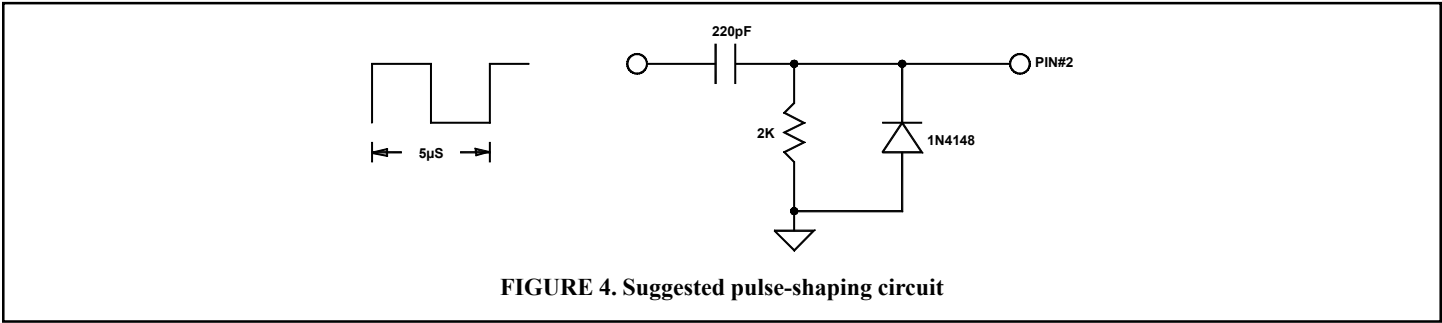 220pF
PIN#2
2K
1N4148
5µS
FIGURE 4. Suggested pulse-shaping circuit